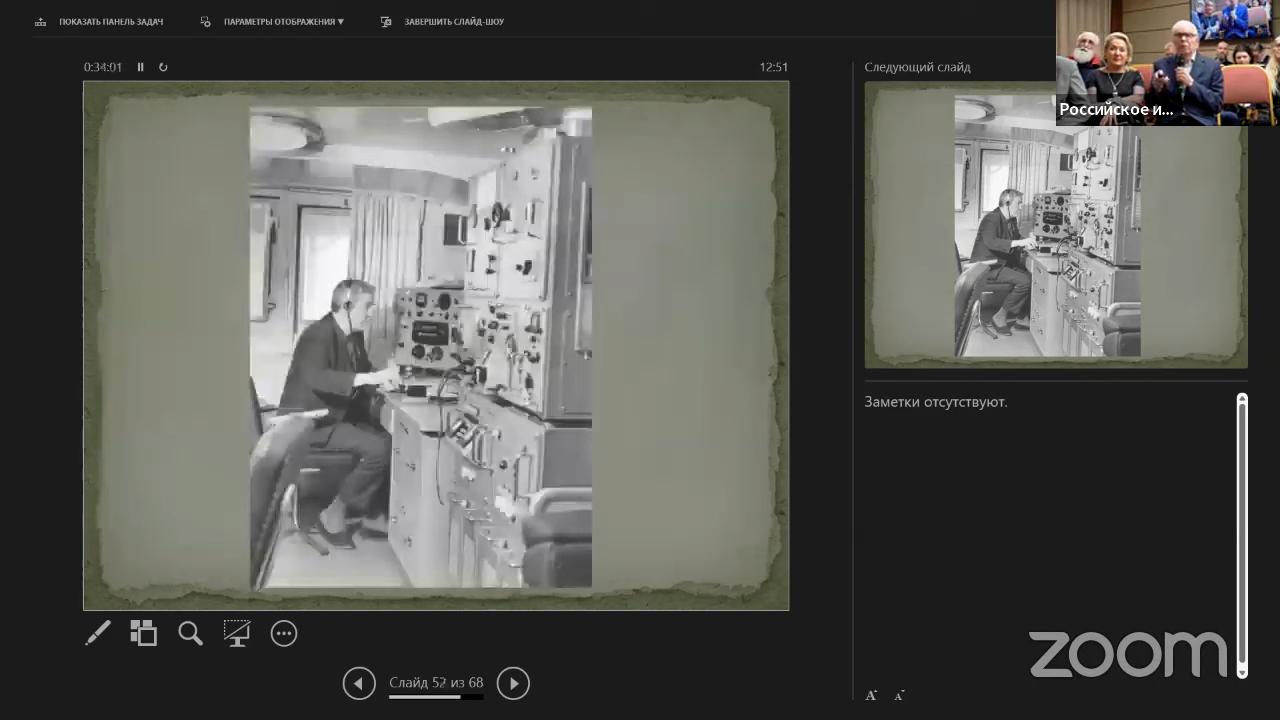 ПОКАЗАТЬ ПАНЕЛЬ ЗАДАЧ
ПАРАМЕТРЫ ОТОБРАЖЕНИЯ ▼
ЗАВЕРШИТЬ СЛАЙД-ШОУ
0:34:01
12:51
Следующий слайд
Российское и...
Заметки отсутствуют.
zoom
Слайд 52 из 68
A A